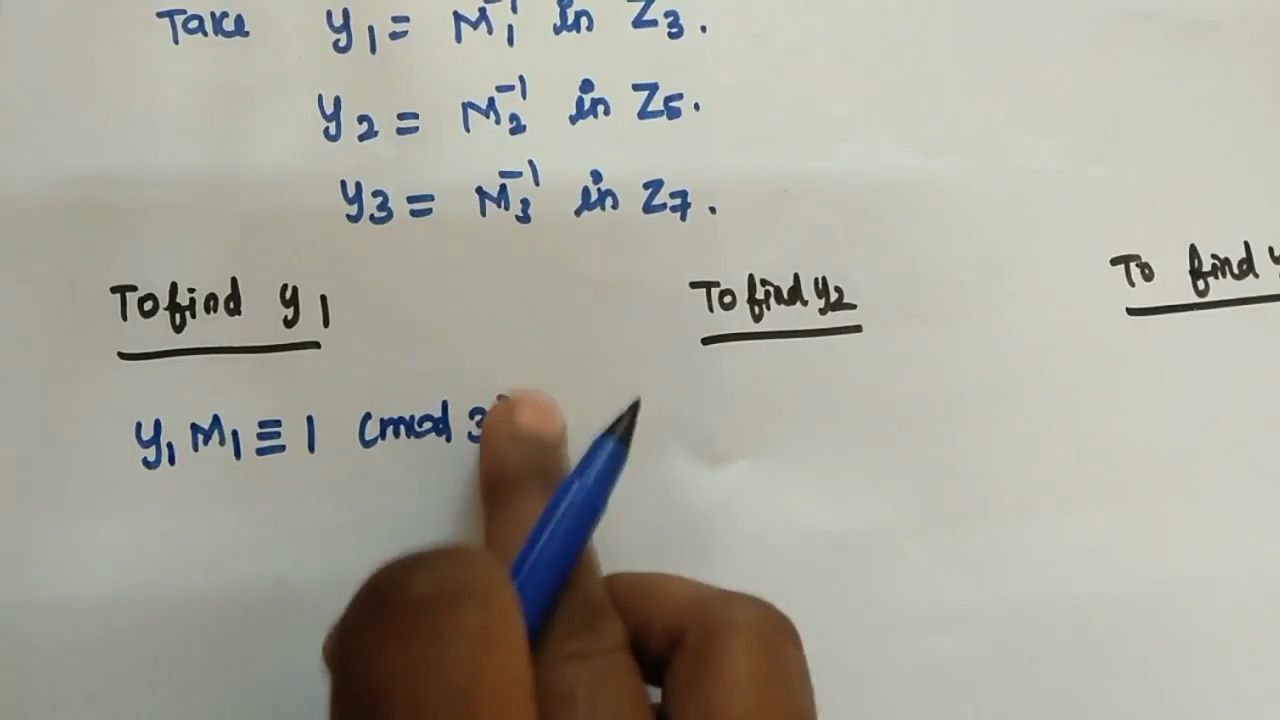 Take y₁ = M₁⁻¹ in Z₃.
y₂ = M₂⁻¹ in Z₅.
y₃ = M₃⁻¹ in Z₇.
To find y₁ To find y₂ To find
y₁ M₁ ≡ 1 (mod 3